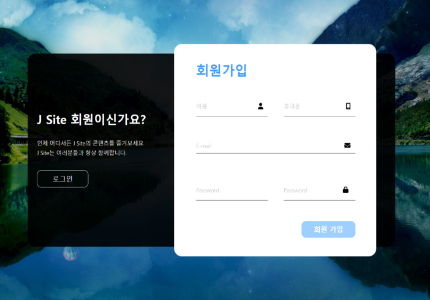 J Site 회원이신가요?
언제 어디서든 J Site의 콘텐츠를 즐겨보세요
J Site는 여러분들과 항상 함께합니다.
로그인
회원가입
이름
휴대폰
E-mail
Password
Password
회원 가입